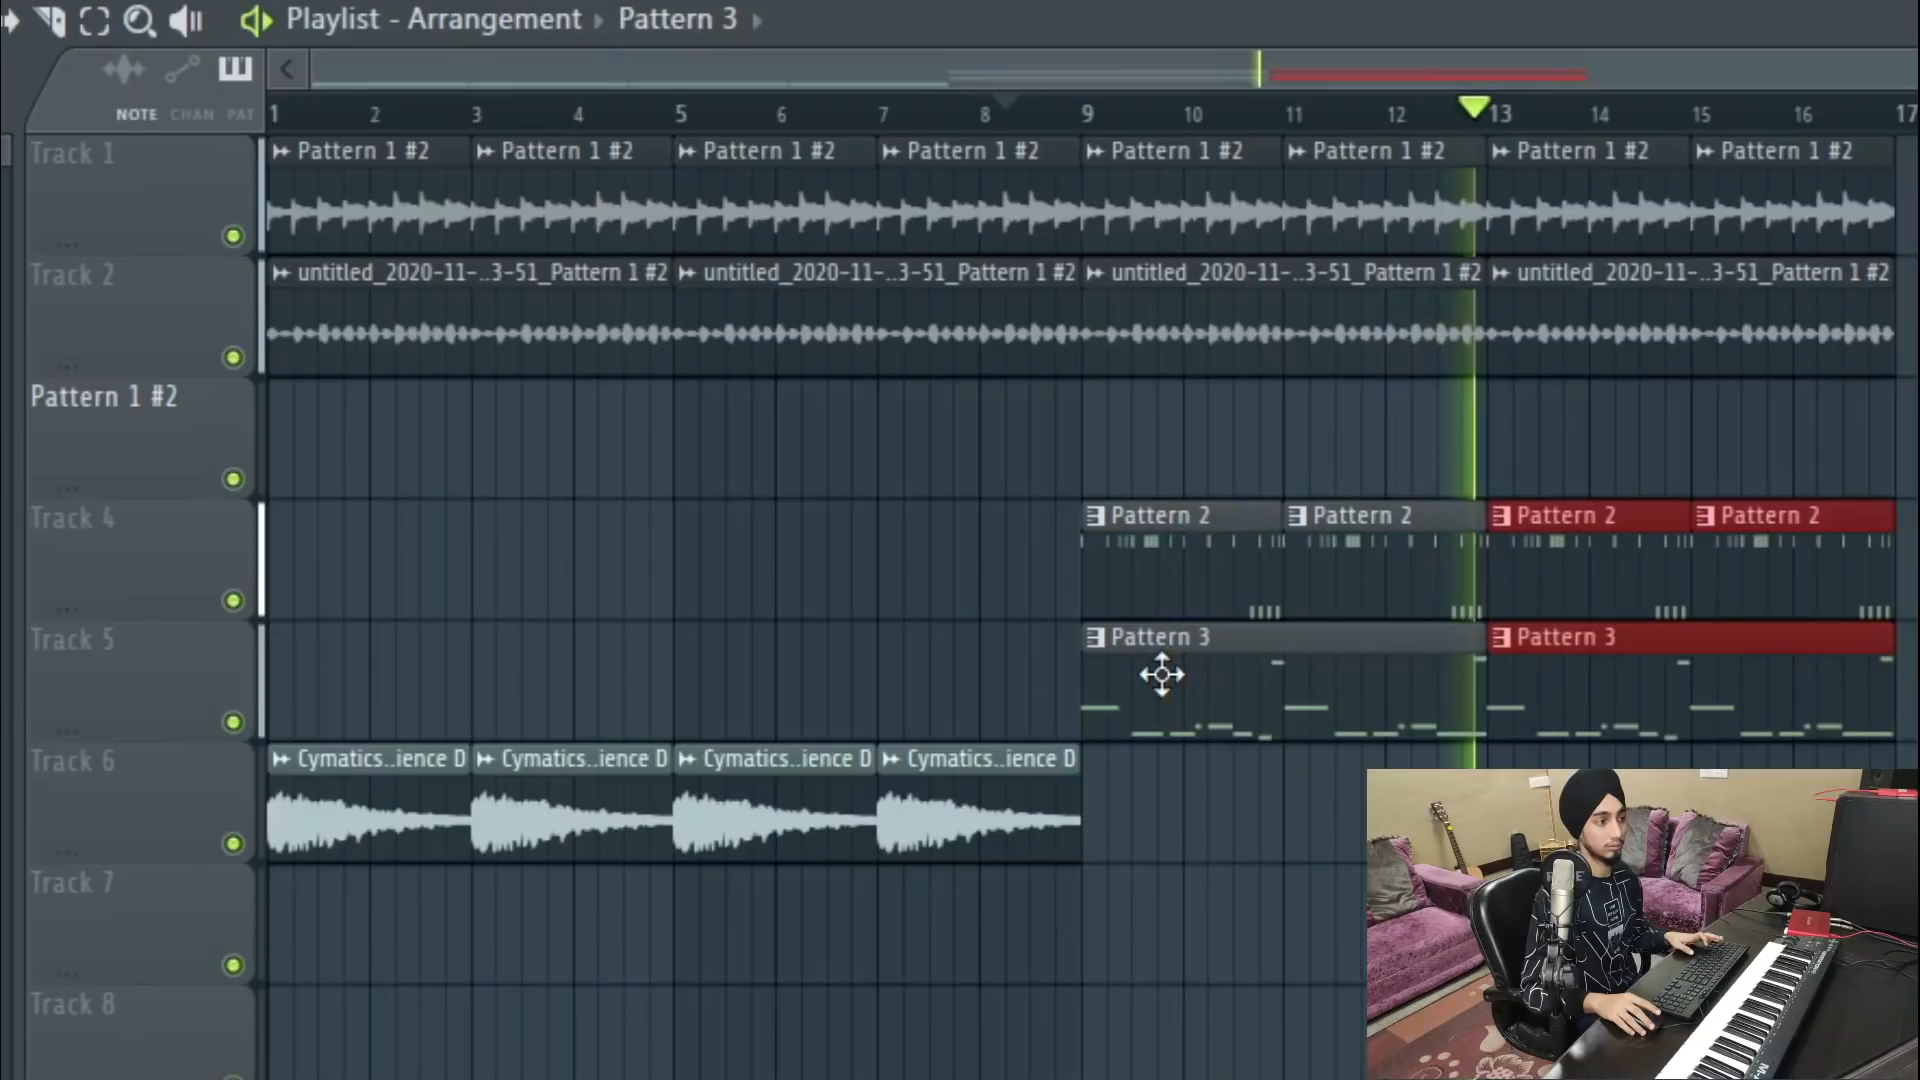 Playlist - Arrangement ▸ Pattern 3 ▸
NOTE CHAN PAT
1 2 3 4 5 6 7 8 9 10 11 12 13 14 15 16 17
Track 1
Pattern 1 #2 Pattern 1 #2 Pattern 1 #2 Pattern 1 #2 Pattern 1 #2 Pattern 1 #2 Pattern 1 #2 Pattern 1 #2
Track 2
untitled_2020-11-..3-51_Pattern 1 #2 untitled_2020-11-..3-51_Pattern 1 #2 untitled_2020-11-..3-51_Pattern 1 #2 untitled_2020-11-..3-51_Pattern 1 #2
Pattern 1 #2
Track 4
Pattern 2 Pattern 2 Pattern 2 Pattern 2
Track 5
Pattern 3 Pattern 3
Track 6
Cymatics..ience D Cymatics..ience D Cymatics..ience D Cymatics..ience D
Track 7
Track 8